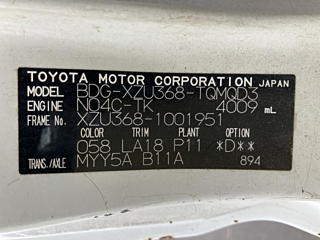 TOYOTA MOTOR CORPORATION JAPAN
MODEL BDG-XZU368-TQMQD3
ENGINE N04C-TK 4009 mL
FRAME No. XZU368-1001951
COLOR TRIM PLANT OPTION
058 LA18 P11 *D**
TRANS./AXLE MYY5A B11A 894